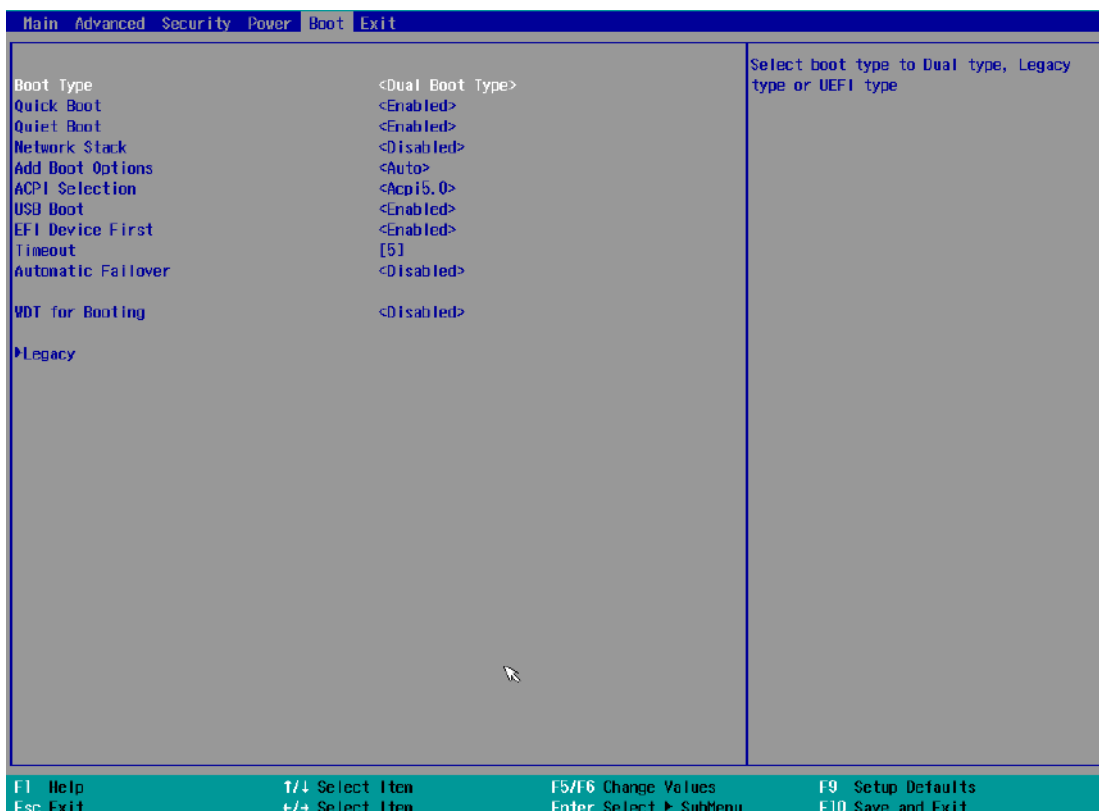 Main Advanced Security Power Boot Exit
Select boot type to Dual type, Legacy
type or UEFI type
Boot Type <Dual Boot Type>
Quick Boot <Enabled>
Quiet Boot <Enabled>
Network Stack <Disabled>
Add Boot Options <Auto>
ACPI Selection <Acpi5.0>
USB Boot <Enabled>
EFI Device First <Enabled>
Timeout [5]
Automatic Failover <Disabled>
WDT for Booting <Disabled>
▶Legacy
F1 Help ↑/↓ Select Item F5/F6 Change Values F9 Setup Defaults
Esc Exit ←/→ Select Item Enter Select ▶ SubMenu F10 Save and Exit